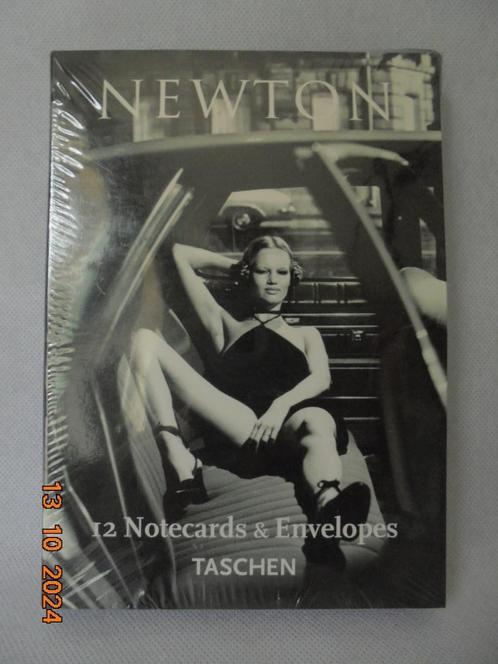 NEWTON
12 Notecards & Envelopes
TASCHEN
13 10 2024